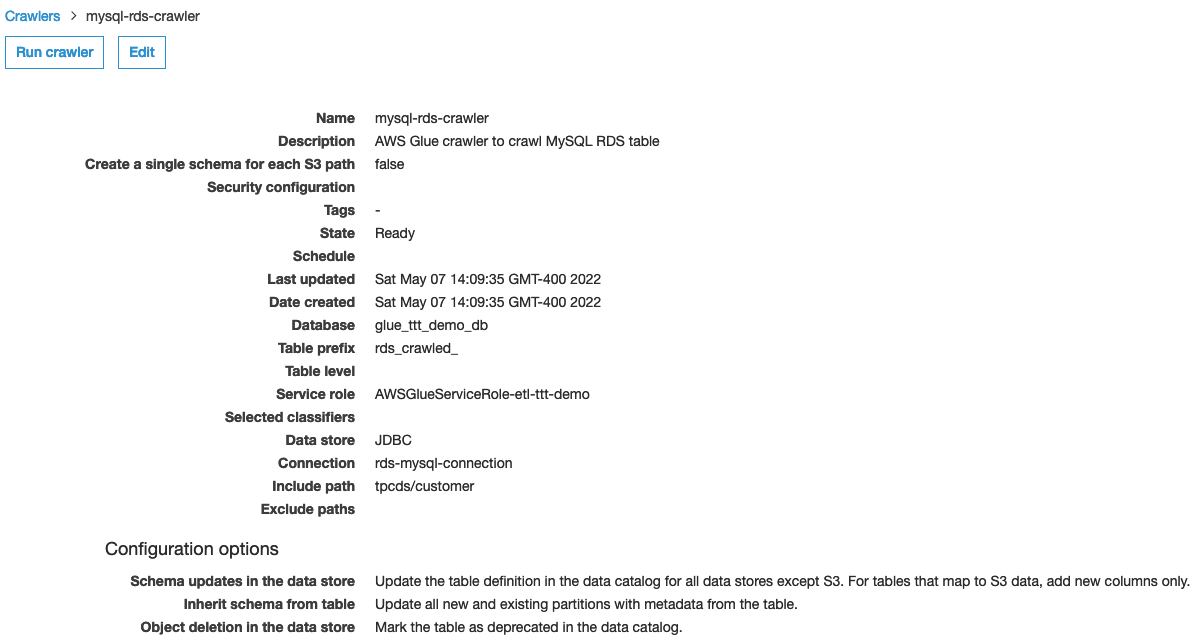 Crawlers > mysql-rds-crawler
Run crawler Edit
Name mysql-rds-crawler
Description AWS Glue crawler to crawl MySQL RDS table
Create a single schema for each S3 path false
Security configuration
Tags -
State Ready
Schedule
Last updated Sat May 07 14:09:35 GMT-400 2022
Date created Sat May 07 14:09:35 GMT-400 2022
Database glue_ttt_demo_db
Table prefix rds_crawled_
Table level
Service role AWSGlueServiceRole-etl-ttt-demo
Selected classifiers
Data store JDBC
Connection rds-mysql-connection
Include path tpcds/customer
Exclude paths
Configuration options
Schema updates in the data store Update the table definition in the data catalog for all data stores except S3. For tables that map to S3 data, add new columns only.
Inherit schema from table Update all new and existing partitions with metadata from the table.
Object deletion in the data store Mark the table as deprecated in the data catalog.